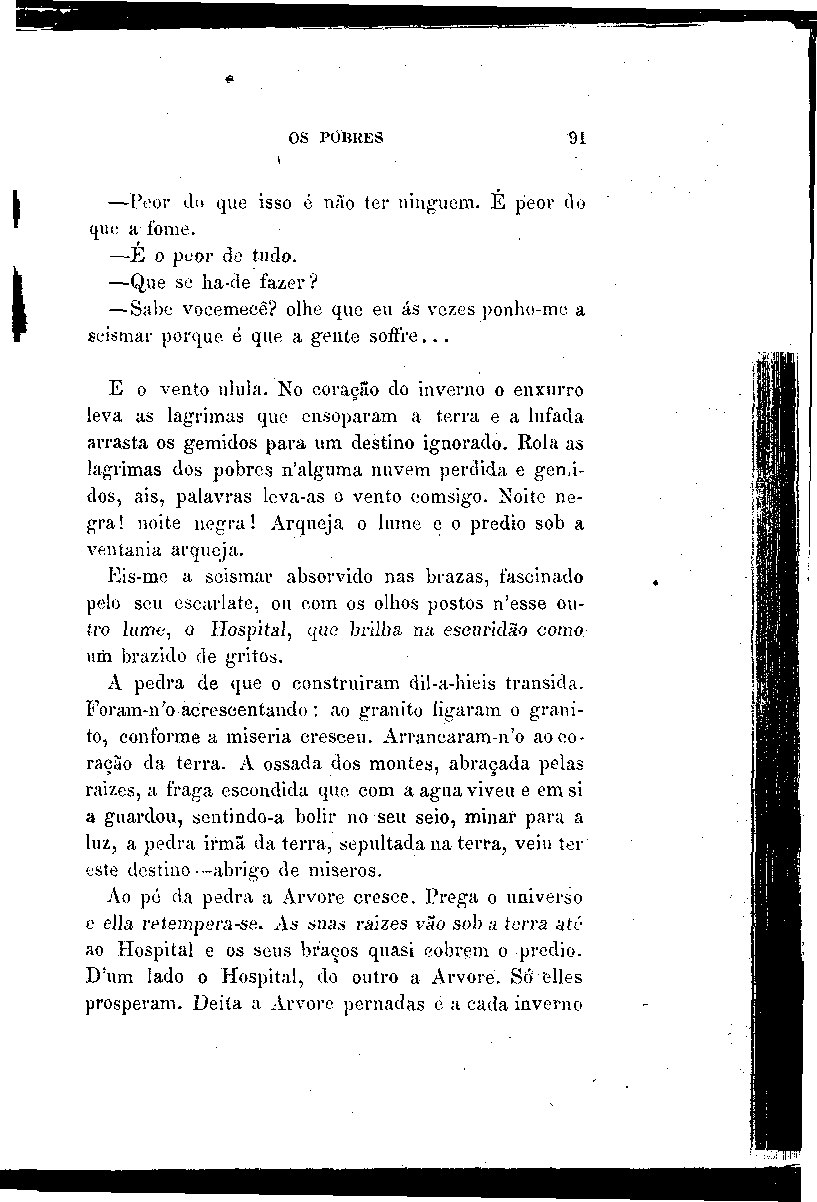 OS POBRES 91
—Peor do que isso é não ter ninguem. É peor do
que a fome.
—É o peor de tudo.
—Que se ha-de fazer?
—Sabe vocemecê? olhe que eu ás vezes ponho-me a
scismar porque é que a gente soffre...
E o vento ulula. No coração do inverno o enxurro
leva as lagrimas que ensoparam a terra e a lufada
arrasta os gemidos para um destino ignorado. Rola as
lagrimas dos pobres n'alguma nuvem perdida e gemi-
dos, ais, palavras leva-as o vento comsigo. Noite ne-
gra! noite negra! Arqueja o lume e o predio sob a
ventania arqueja.
Eis-me a scismar absorvido nas brazas, fascinado
pelo seu escarlate, ou com os olhos postos n'esse ou-
tro lume, o Hospital, que brilha na escuridão como
um brazido de gritos.
A pedra de que o construiram dil-a-hieis transida.
Foram-n'o acrescentando: ao granito ligaram o grani-
to, conforme a miseria cresceu. Arrancaram-n'o ao co-
ração da terra. A ossada dos montes, abraçada pelas
raizes, a fraga escondida que com a agua viveu e em si
a guardou, sentindo-a bolir no seu seio, minar para a
luz, a pedra irmã da terra, sepultada na terra, veiu ter
este destino—abrigo de miseros.
Ao pé da pedra a Arvore cresce. Prega o universo
e ella retempera-se. As suas raizes vão sob a terra até
ao Hospital e os seus braços quasi cobrem o predio.
D'um lado o Hospital, do outro a Arvore. Só elles
prosperam. Deita a Arvore pernadas e a cada inverno